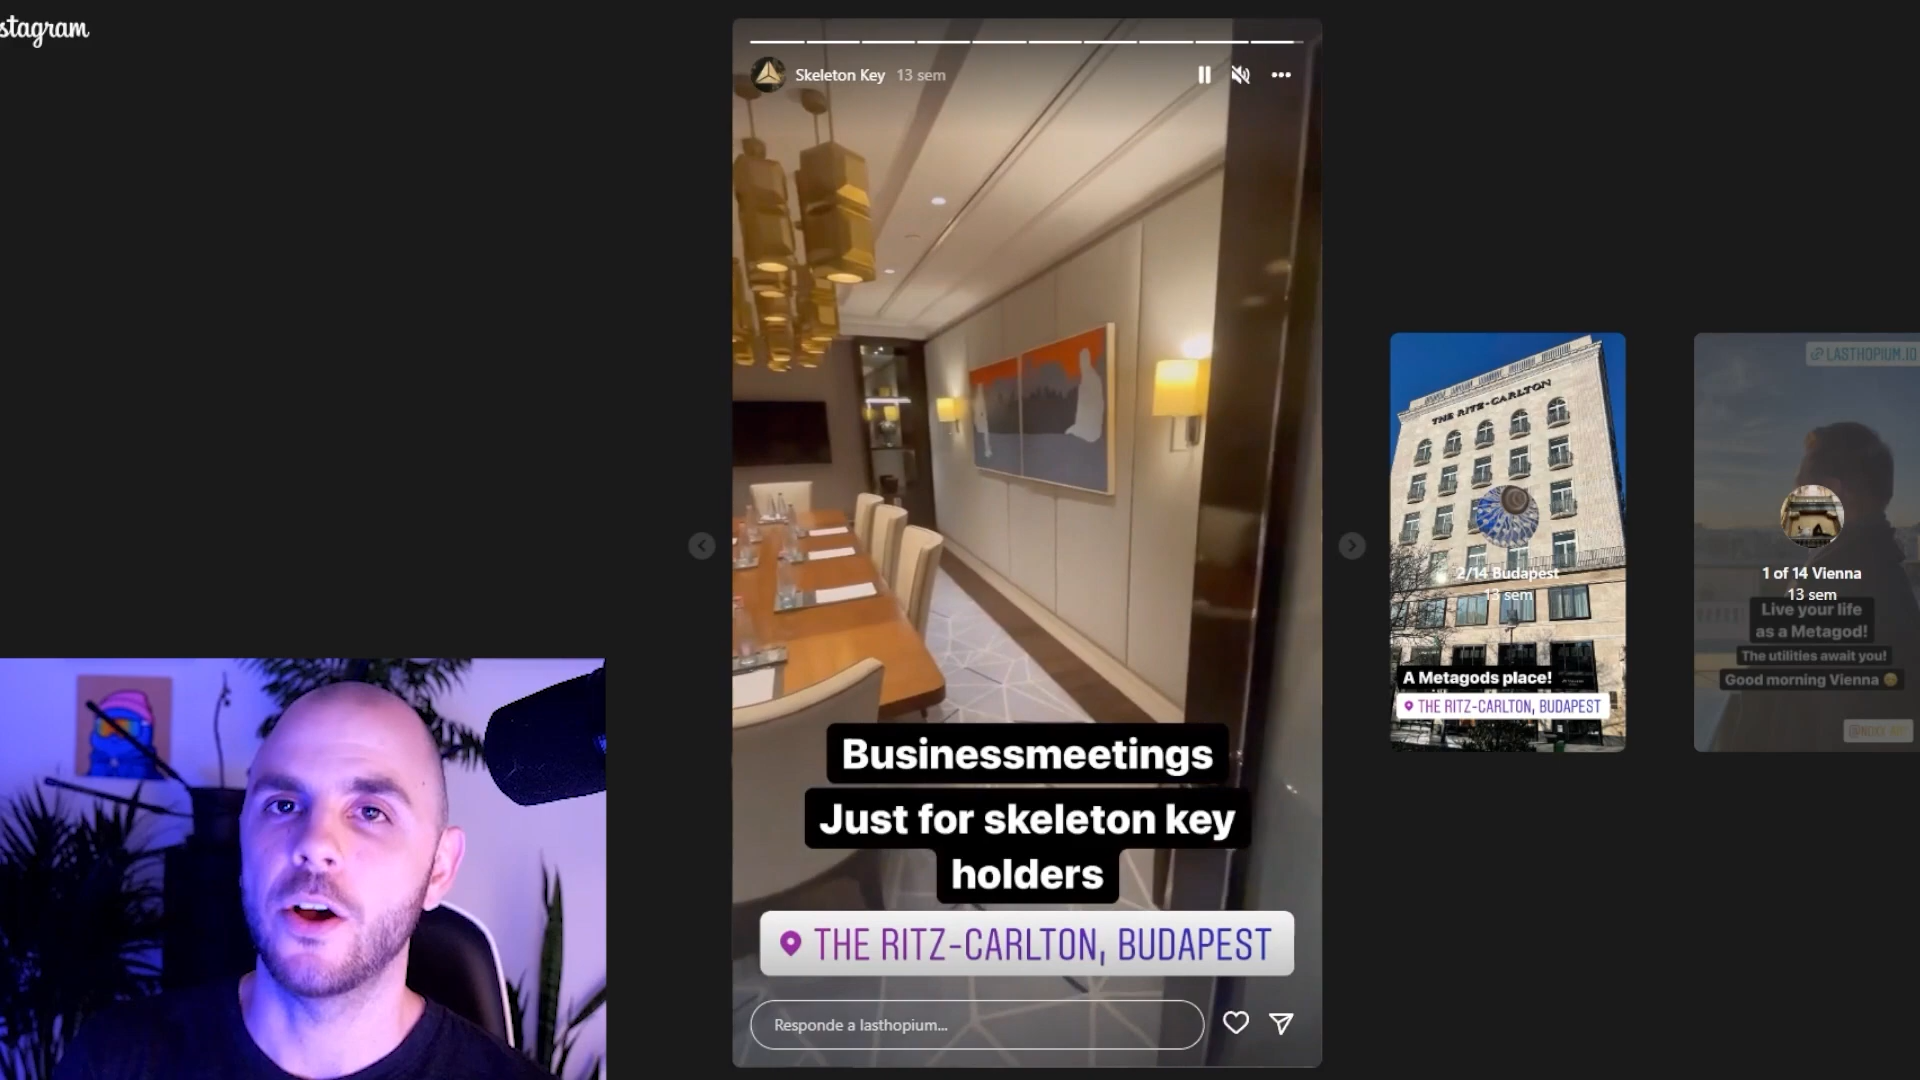 stagram
Skeleton Key 13 sem
Businessmeetings
Just for skeleton key
holders
THE RITZ-CARLTON, BUDAPEST
Responde a lasthopium...
THE RITZ-CARLTON
2/14 Budapest
13 sem
A Metagods place!
THE RITZ-CARLTON, BUDAPEST
LASTHOPIUM.IO
1 of 14 Vienna
13 sem
Live your life
as a Metagod!
The utilities await you!
Good morning Vienna